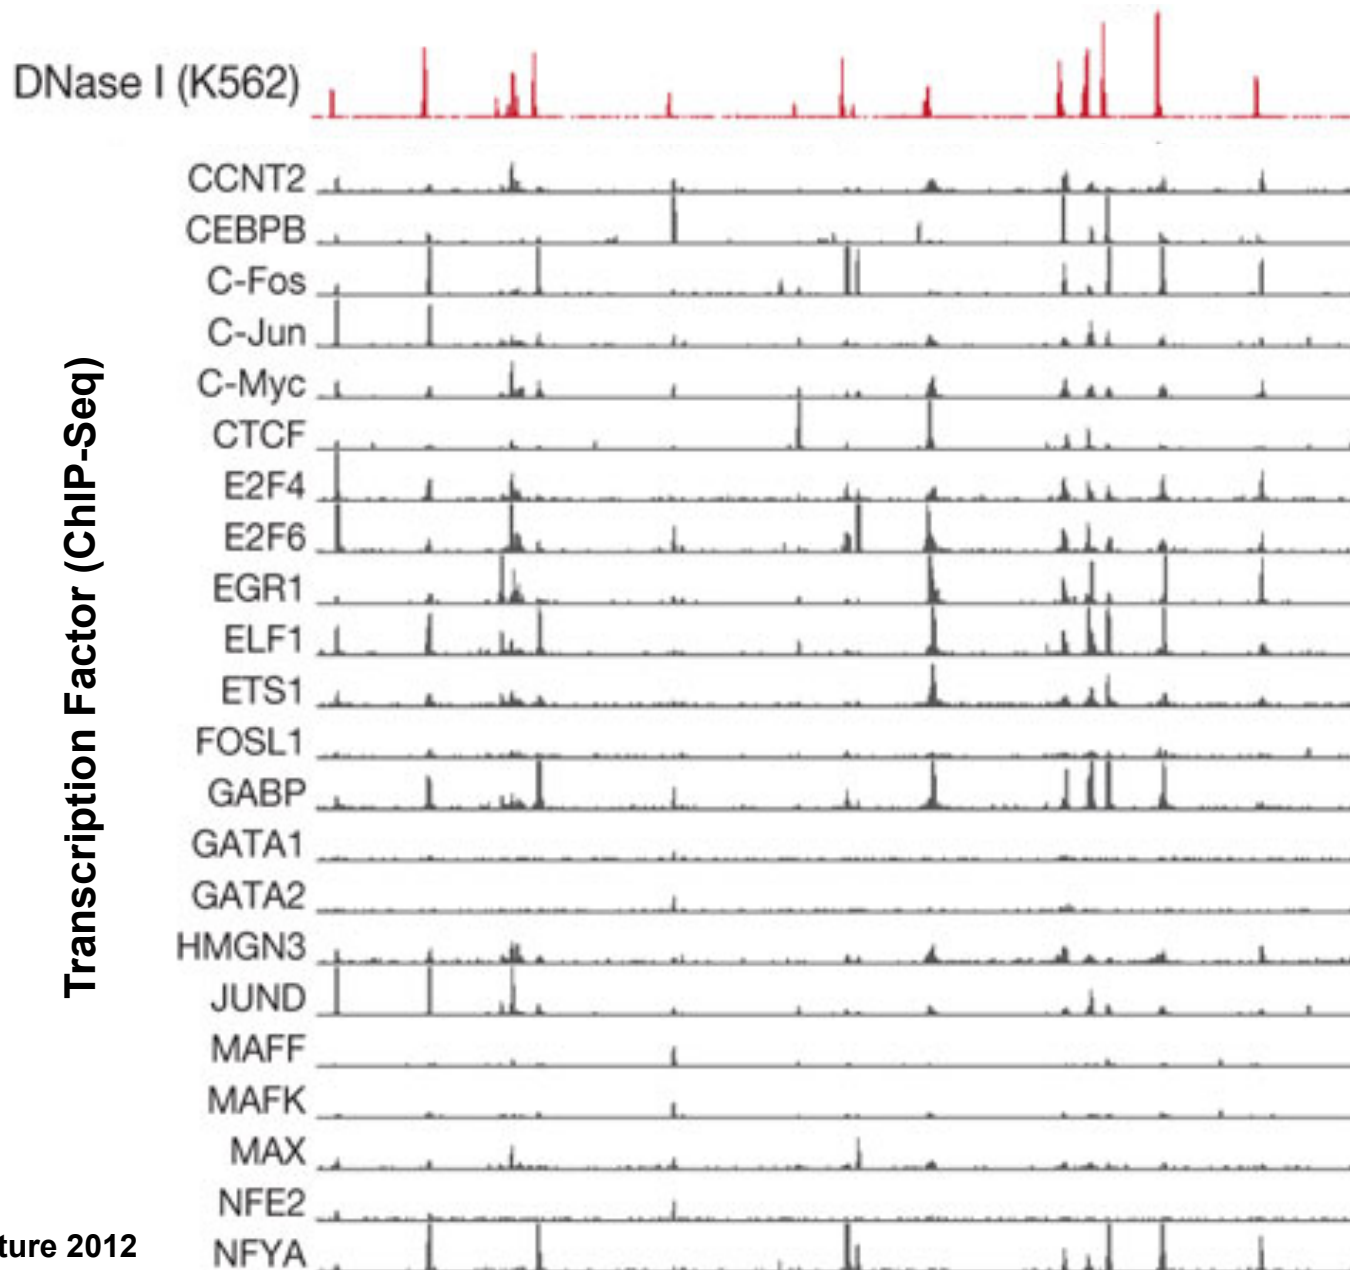 DNase I (K562)
CCNT2
CEBPB
C-Fos
C-Jun
C-Myc
CTCF
E2F4
E2F6
EGR1
ELF1
ETS1
FOSL1
GABP
GATA1
GATA2
HMGN3
JUND
MAFF
MAFK
MAX
NFE2
NFYA
Transcription Factor (ChIP-Seq)
ture 2012